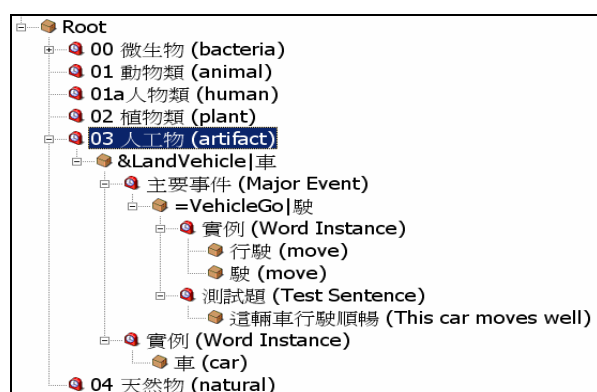 Root
00 微生物 (bacteria)
01 動物類 (animal)
01a人物類 (human)
02 植物類 (plant)
03 人工物 (artifact)
&LandVehicle|車
主要事件 (Major Event)
=VehicleGo|駛
實例 (Word Instance)
行駛 (move)
駛 (move)
測試題 (Test Sentence)
這輛車行駛順暢 (This car moves well)
實例 (Word Instance)
車 (car)
04 天然物 (natural)